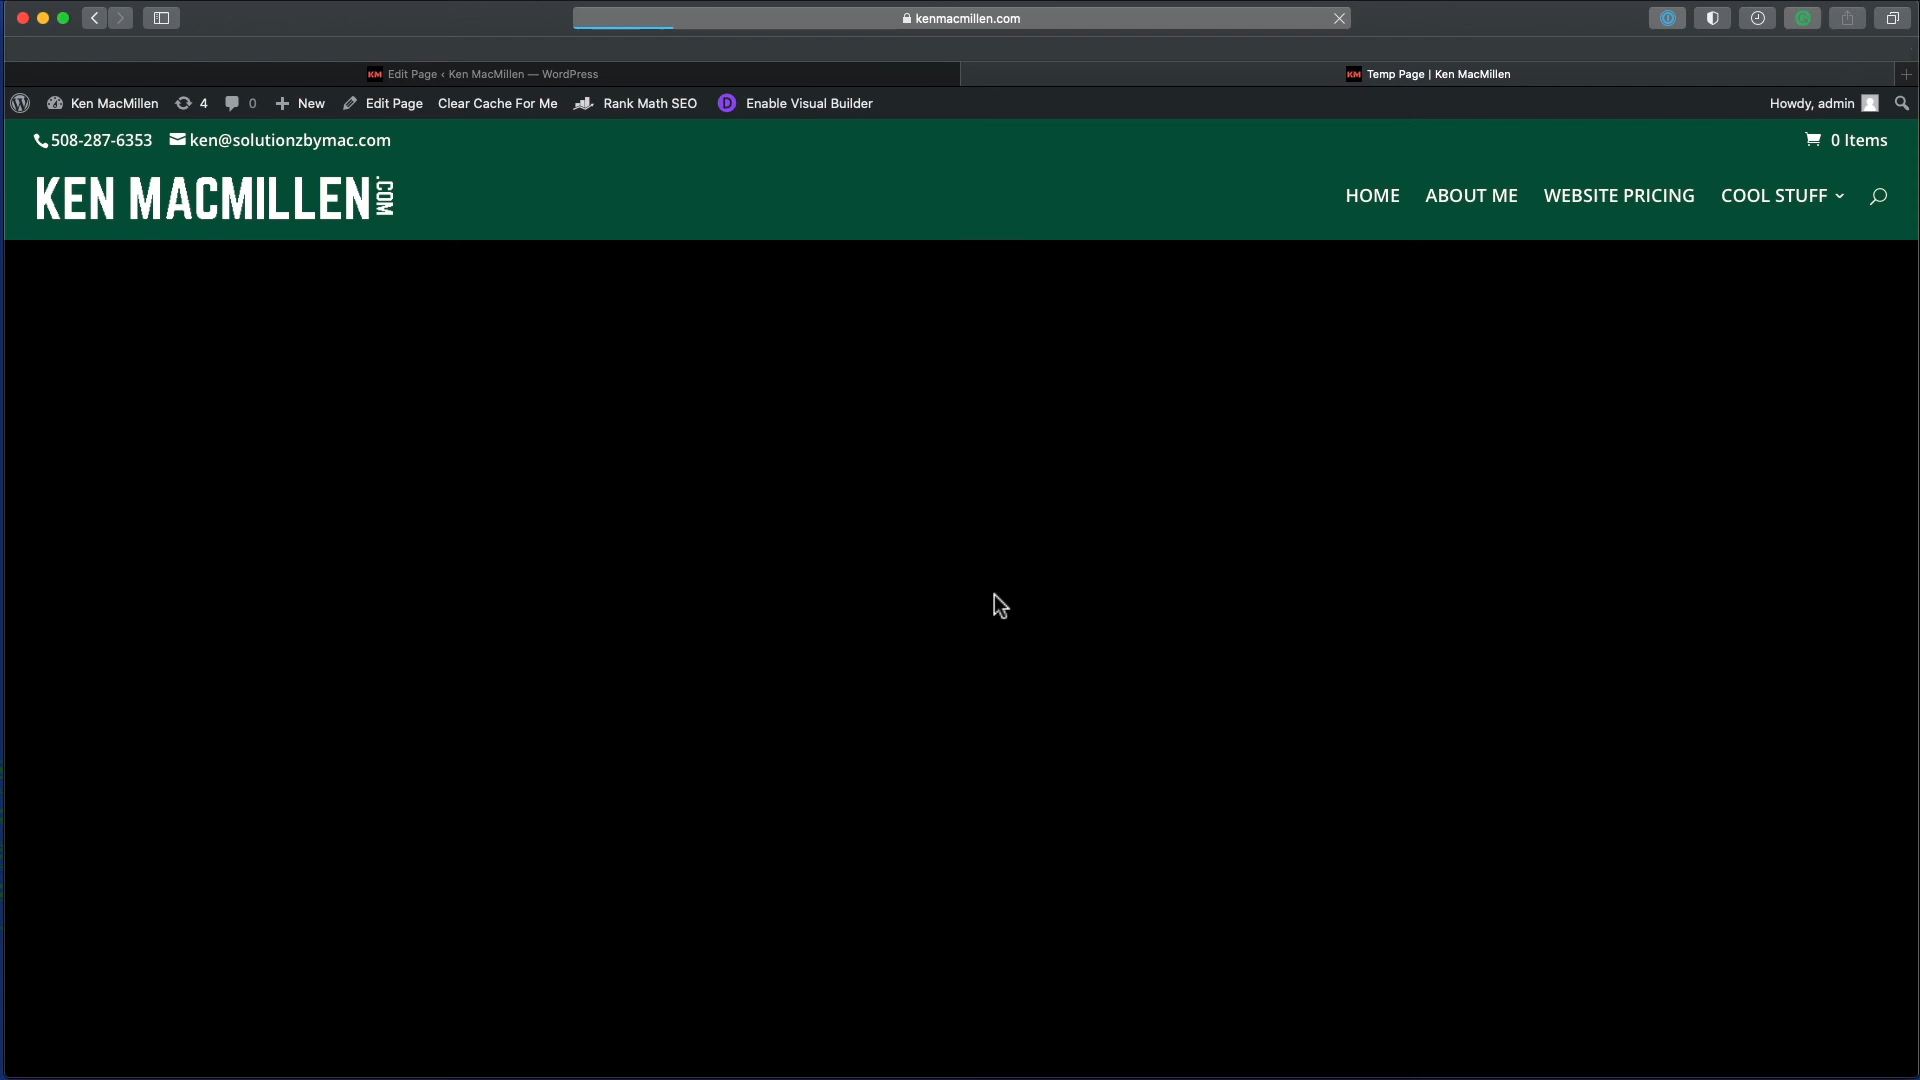 kenmacmillen.com
KM Edit Page ‹ Ken MacMillen — WordPress
KM Temp Page | Ken MacMillen
Ken MacMillen 4 0 New Edit Page Clear Cache For Me Rank Math SEO D Enable Visual Builder Howdy, admin
508-287-6353 ken@solutionzbymac.com 0 Items
KEN MACMILLEN.COM
HOME ABOUT ME WEBSITE PRICING COOL STUFF